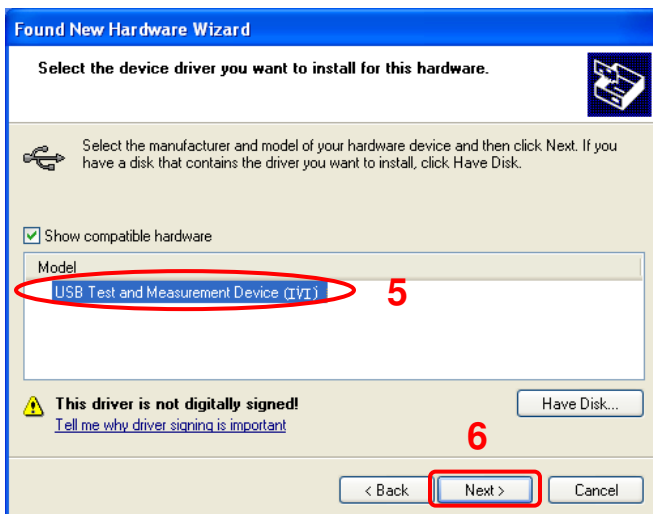 Found New Hardware Wizard
Select the device driver you want to install for this hardware.
Select the manufacturer and model of your hardware device and then click Next. If you
have a disk that contains the driver you want to install, click Have Disk.
Show compatible hardware
Model
USB Test and Measurement Device (IVI)
5
This driver is not digitally signed!
Have Disk...
Tell me why driver signing is important
6
< Back
Next >
Cancel